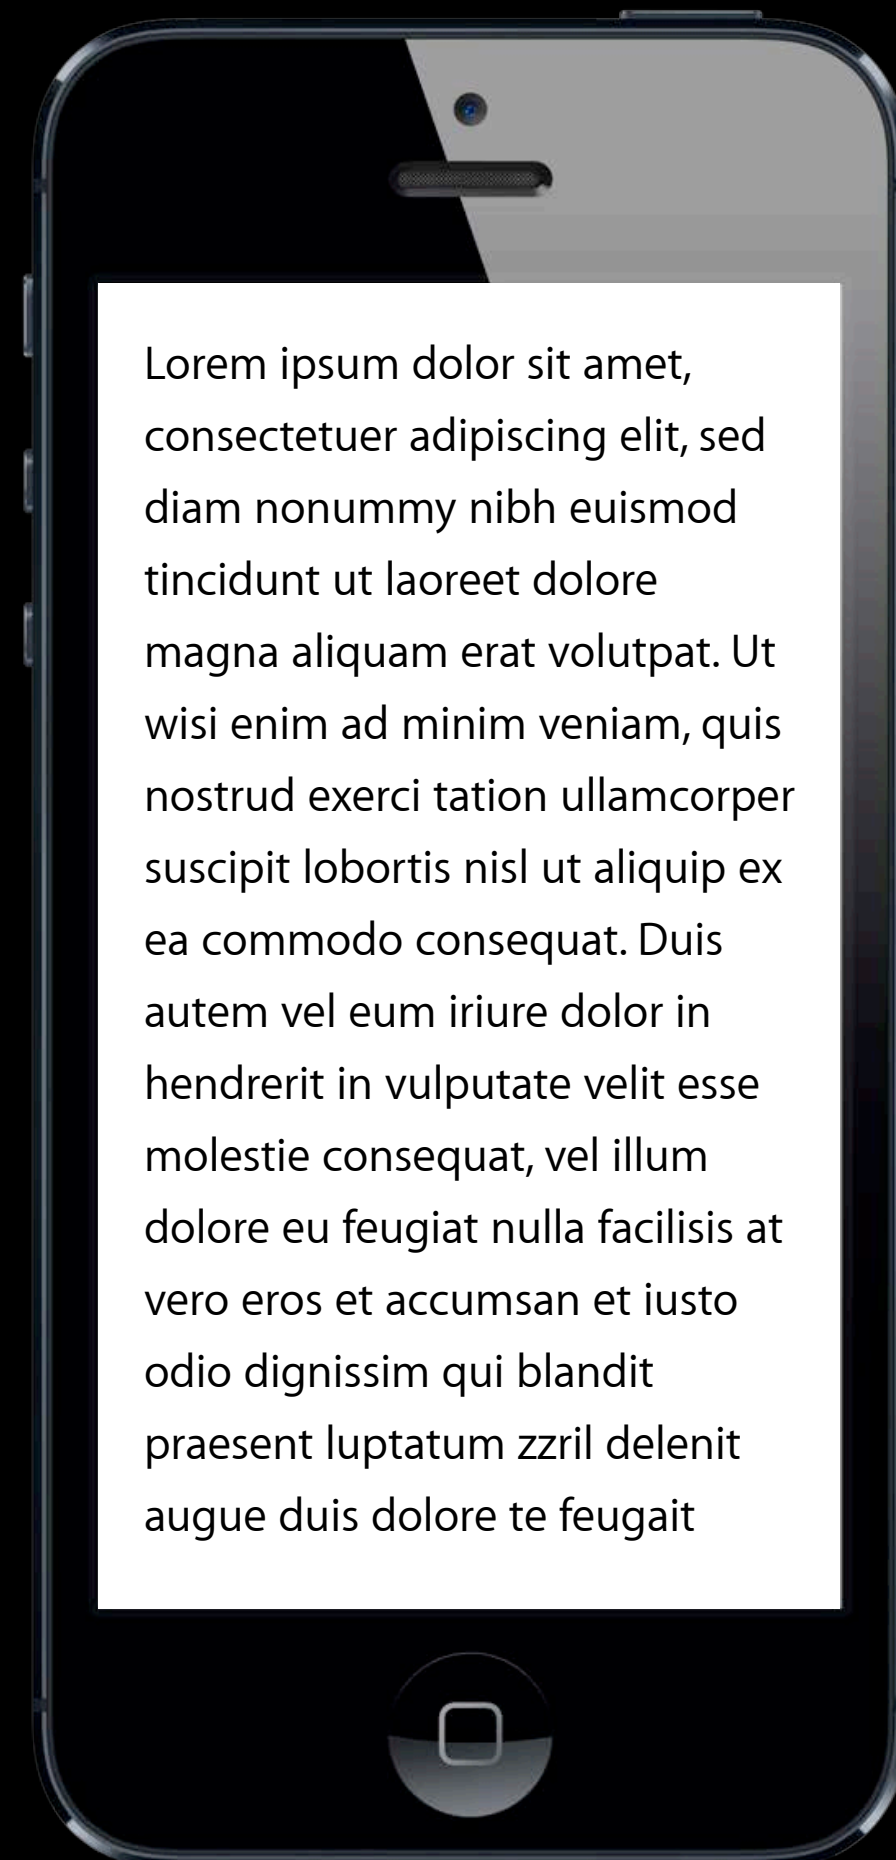 Lorem ipsum dolor sit amet,
consectetuer adipiscing elit, sed
diam nonummy nibh euismod
tincidunt ut laoreet dolore
magna aliquam erat volutpat. Ut
wisi enim ad minim veniam, quis
nostrud exerci tation ullamcorper
suscipit lobortis nisl ut aliquip ex
ea commodo consequat. Duis
autem vel eum iriure dolor in
hendrerit in vulputate velit esse
molestie consequat, vel illum
dolore eu feugiat nulla facilisis at
vero eros et accumsan et iusto
odio dignissim qui blandit
praesent luptatum zzril delenit
augue duis dolore te feugait